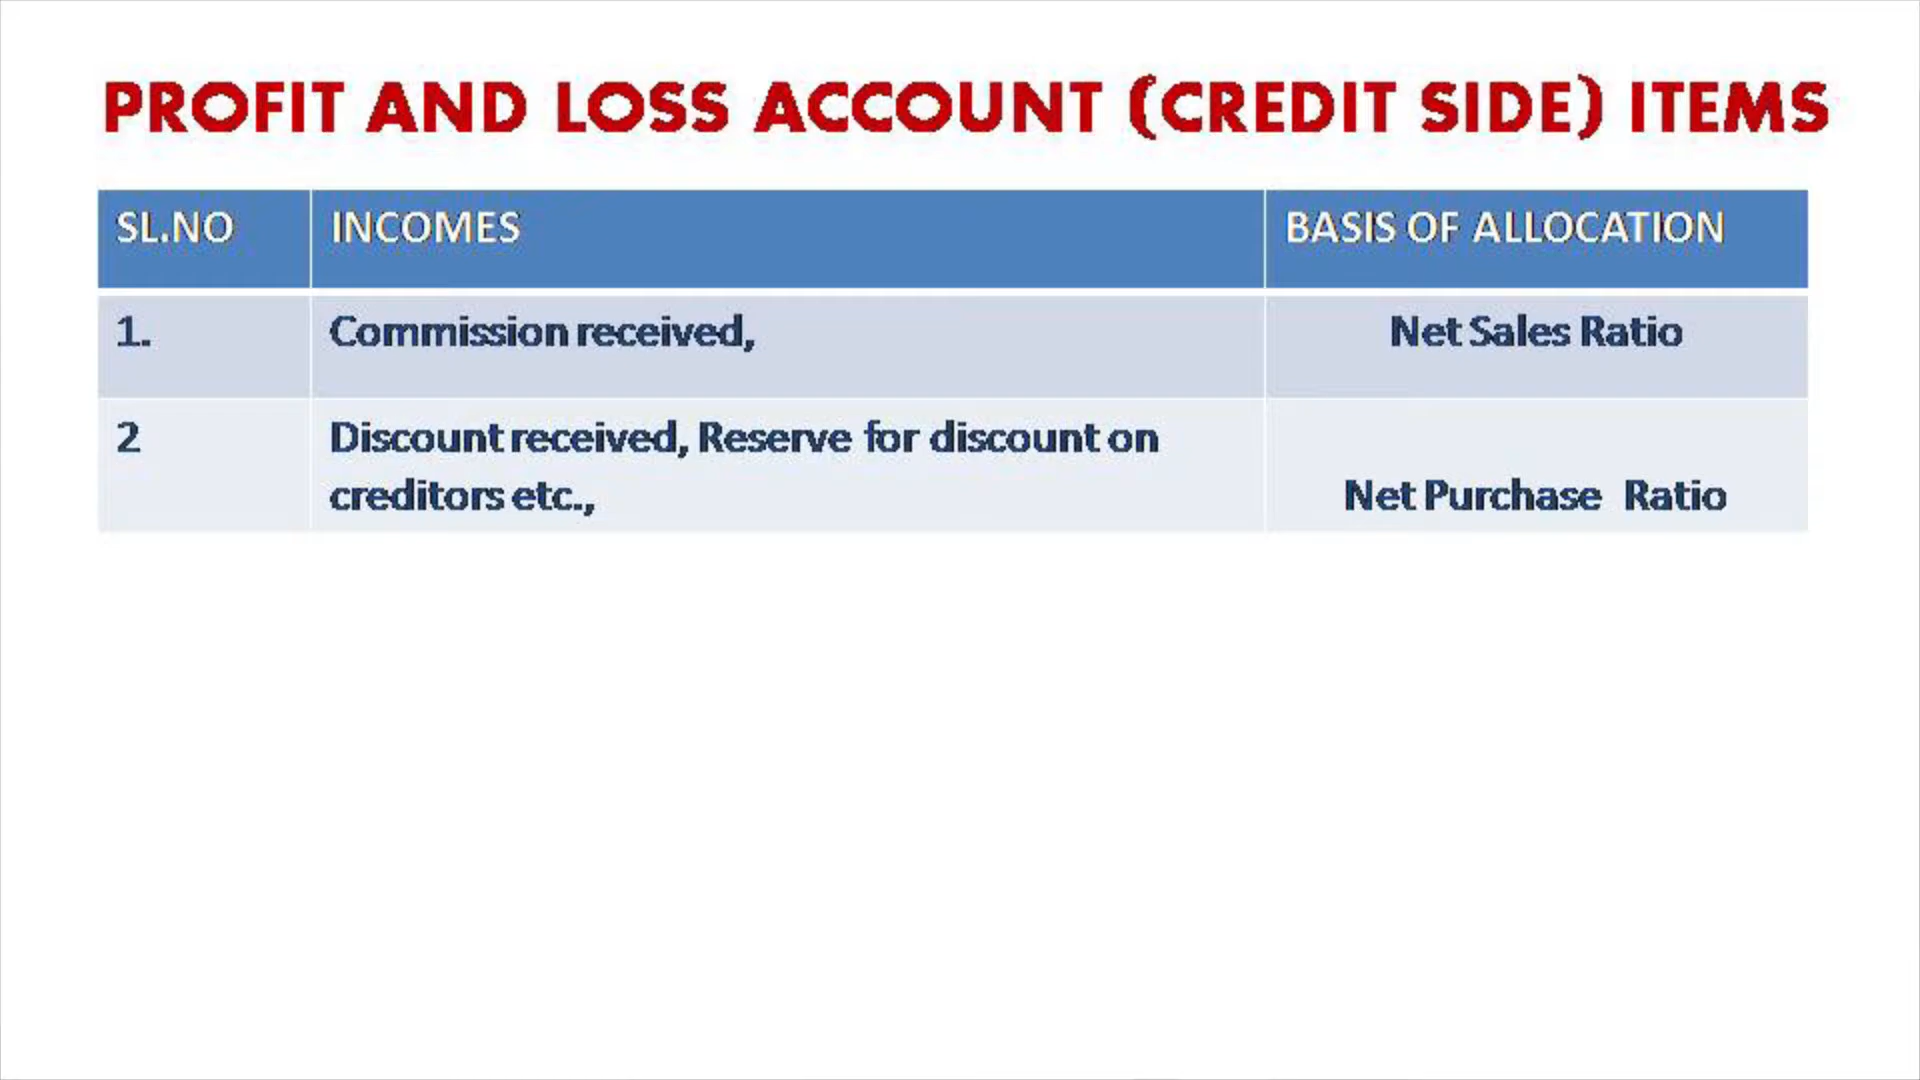 PROFIT AND LOSS ACCOUNT (CREDIT SIDE) ITEMS
SL.NO INCOMES BASIS OF ALLOCATION
1. Commission received, Net Sales Ratio
2 Discount received, Reserve for discount on
creditors etc., Net Purchase Ratio